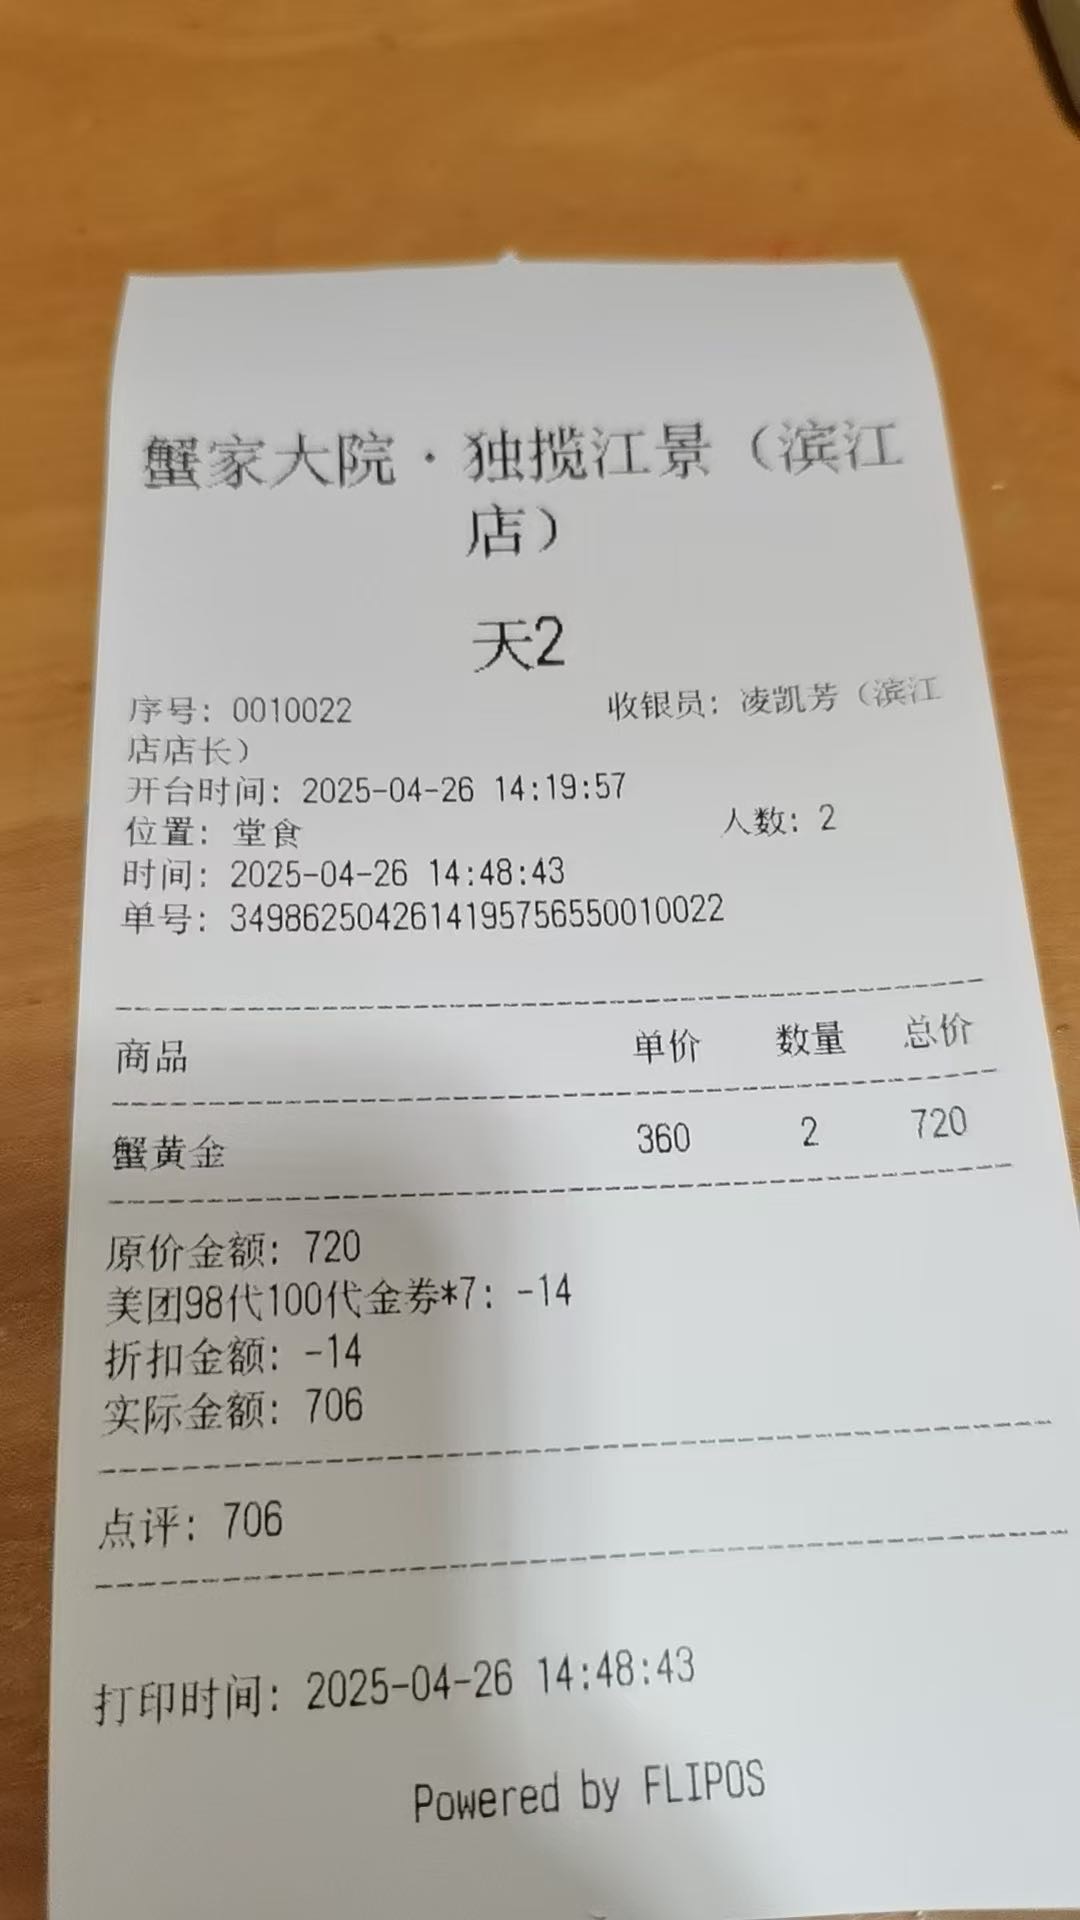 蟹家大院·独揽江景（滨江
店）
天2
序号：0010022 收银员：凌凯芳（滨江
店店长）
开台时间：2025-04-26 14:19:57
位置：堂食 人数：2
时间：2025-04-26 14:48:43
单号：3498625042614195756550010022
商品 单价 数量 总价
蟹黄金 360 2 720
原价金额：720
美团98代100代金券*7：-14
折扣金额：-14
实际金额：706
点评：706
打印时间：2025-04-26 14:48:43
Powered by FLIPOS